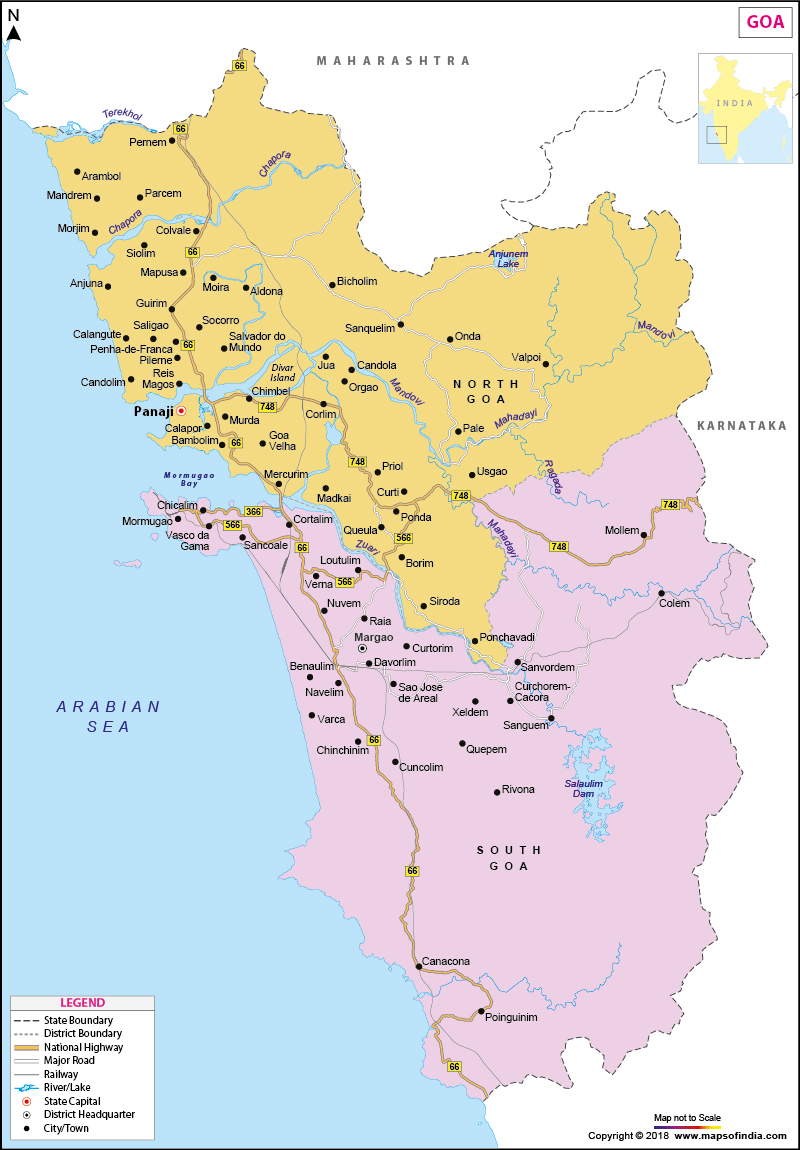 N
GOA
MAHARASHTRA
66
INDIA
Terekhol
66
Pernem
Chapora
Arambol
Mandrem
Parcem
Chapora
Morjim
Colvale
Siolim
66
Anjunem
Lake
Mapusa
Moira
Aldona
Bicholim
Anjuna
Guirim
Socorro
Sanquelim
Mandovi
Calangute
Saligao
Penha-de-France
66
Pilerne
Salvador do
Mundo
Onda
Jua
Candola
Valpoi
Candolim
Reis
Magos
Divar
Island
Orgao
Mandovi
NORTH
GOA
Chimbel
748
Corlim
Panaji
Murda
Mahadayi
KARNATAKA
Calapor
Bambolim
66
Goa
Velha
Pale
748
Priol
Usgao
Ragada
Mormugao
Bay
Mercurim
Madkai
Curti
748
748
Chicalim
366
Mormugao
566
Cortalim
Ponda
Queula
566
Mahadayi
Mollem
Vasco da
Gama
Sancoale
66
Zuari
748
Loutulim
Borim
Verna
566
Nuvem
Siroda
Colem
Raia
Margao
Curtorim
Ponchavadi
Benaulim
Davorlim
Sanvordem
Navelim
Sao Jose
de Areal
Curchorem-
Cacora
Xeldem
ARABIAN
SEA
Varca
Sanguem
Chinchinim
66
Quepem
Cuncolim
Salaulim
Dam
Rivona
SOUTH
GOA
66
Canacona
Poinguinim
66
LEGEND
State Boundary
District Boundary
National Highway
Major Road
Railway
River/Lake
State Capital
District Headquarter
City/Town
Map not to Scale
Copyright © 2018 www.mapsofindia.com